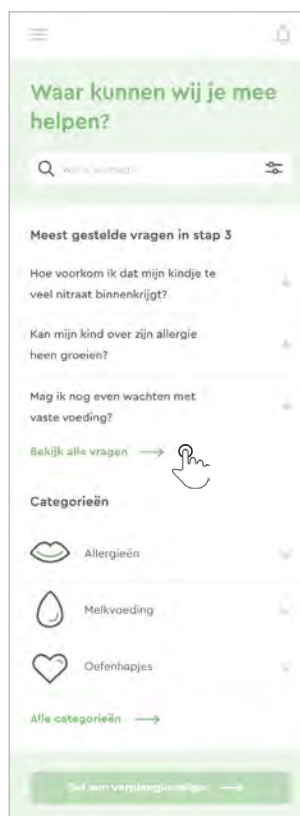 Waar kunnen wij je mee
helpen?
Meest gestelde vragen in stap 3
Hoe voorkom ik dat mijn kindje te
veel nitraat binnenkrijgt?
Kan mijn kind over zijn allergie
heen groeien?
Mag ik nog even wachten met
vaste voeding?
Bekijk alle vragen
Categorieën
Allergieën
Melkvoeding
Oefenhapjes
Alle categorieën